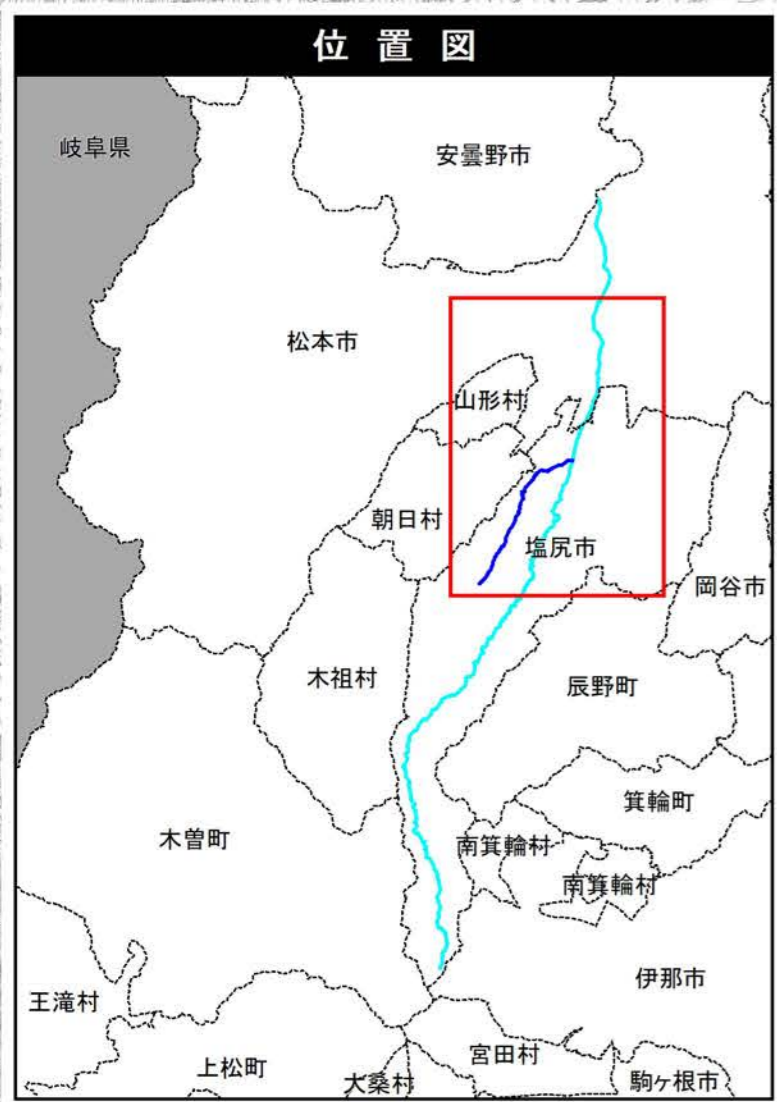 位置図
岐阜県
安曇野市
松本市
山形村
朝日村
塩尻市
岡谷市
木祖村
辰野町
箕輪町
木曽町
南箕輪村
南箕輪村
伊那市
王滝村
上松町
大桑村
宮田村
駒ヶ根市